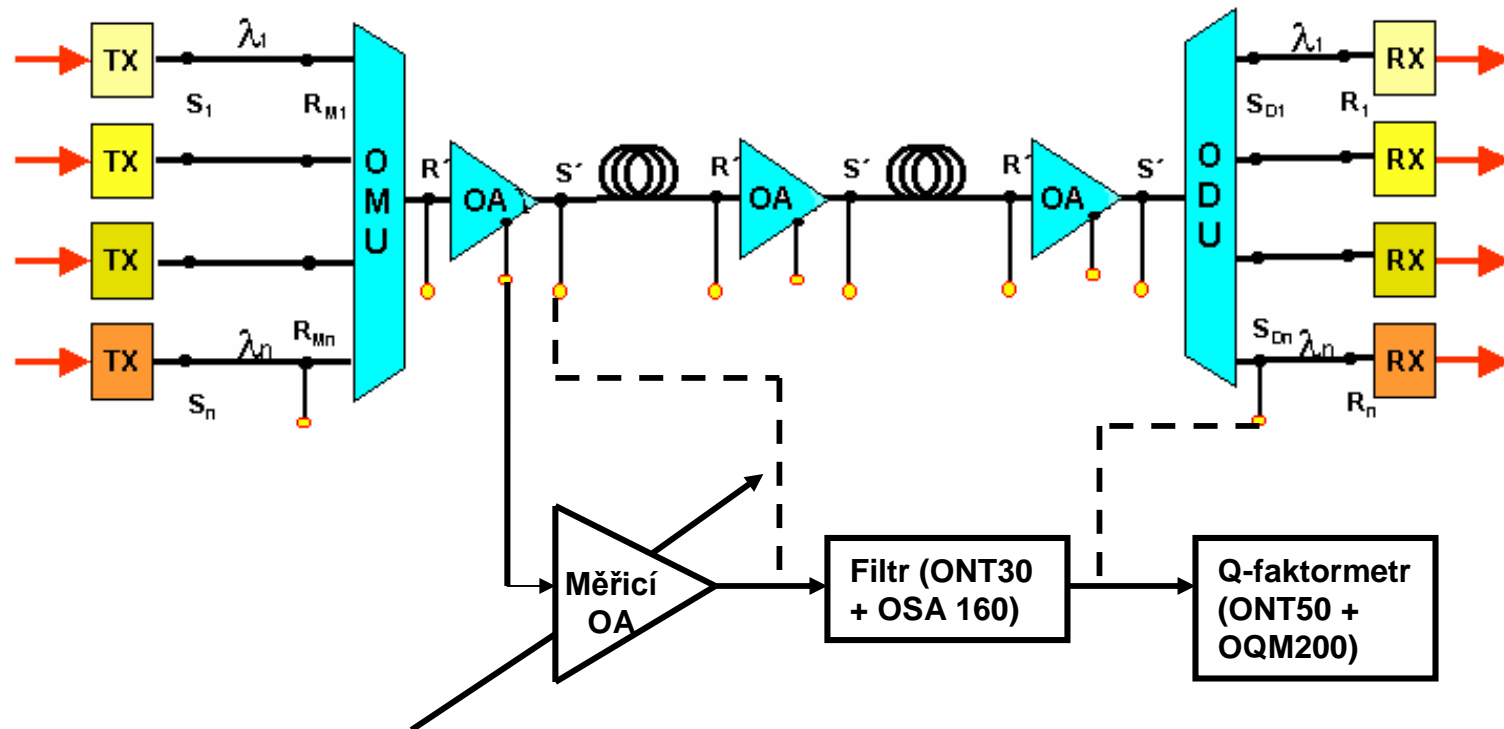 TX λ1 λ1 RX
S1 RM1 SD1 R1
TX RX
O M U
R´ OA S´ R´ OA S´ R´ OA S´
O D U
TX RX
TX λn RMn SDn λn RX
Sn Rn
Měřicí
OA
Filtr (ONT30
+ OSA 160)
Q-faktormetr
(ONT50 +
OQM200)